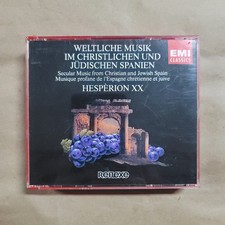 WELTLICHE MUSIK
IM CHRISTLICHEN UND
JÜDISCHEN SPANIEN
Secular Music from Christian and Jewish Spain
Musique profane de l'Espagne chrétienne et juive
HESPÈRION XX
EMI
CLASSICS
REFLEXE